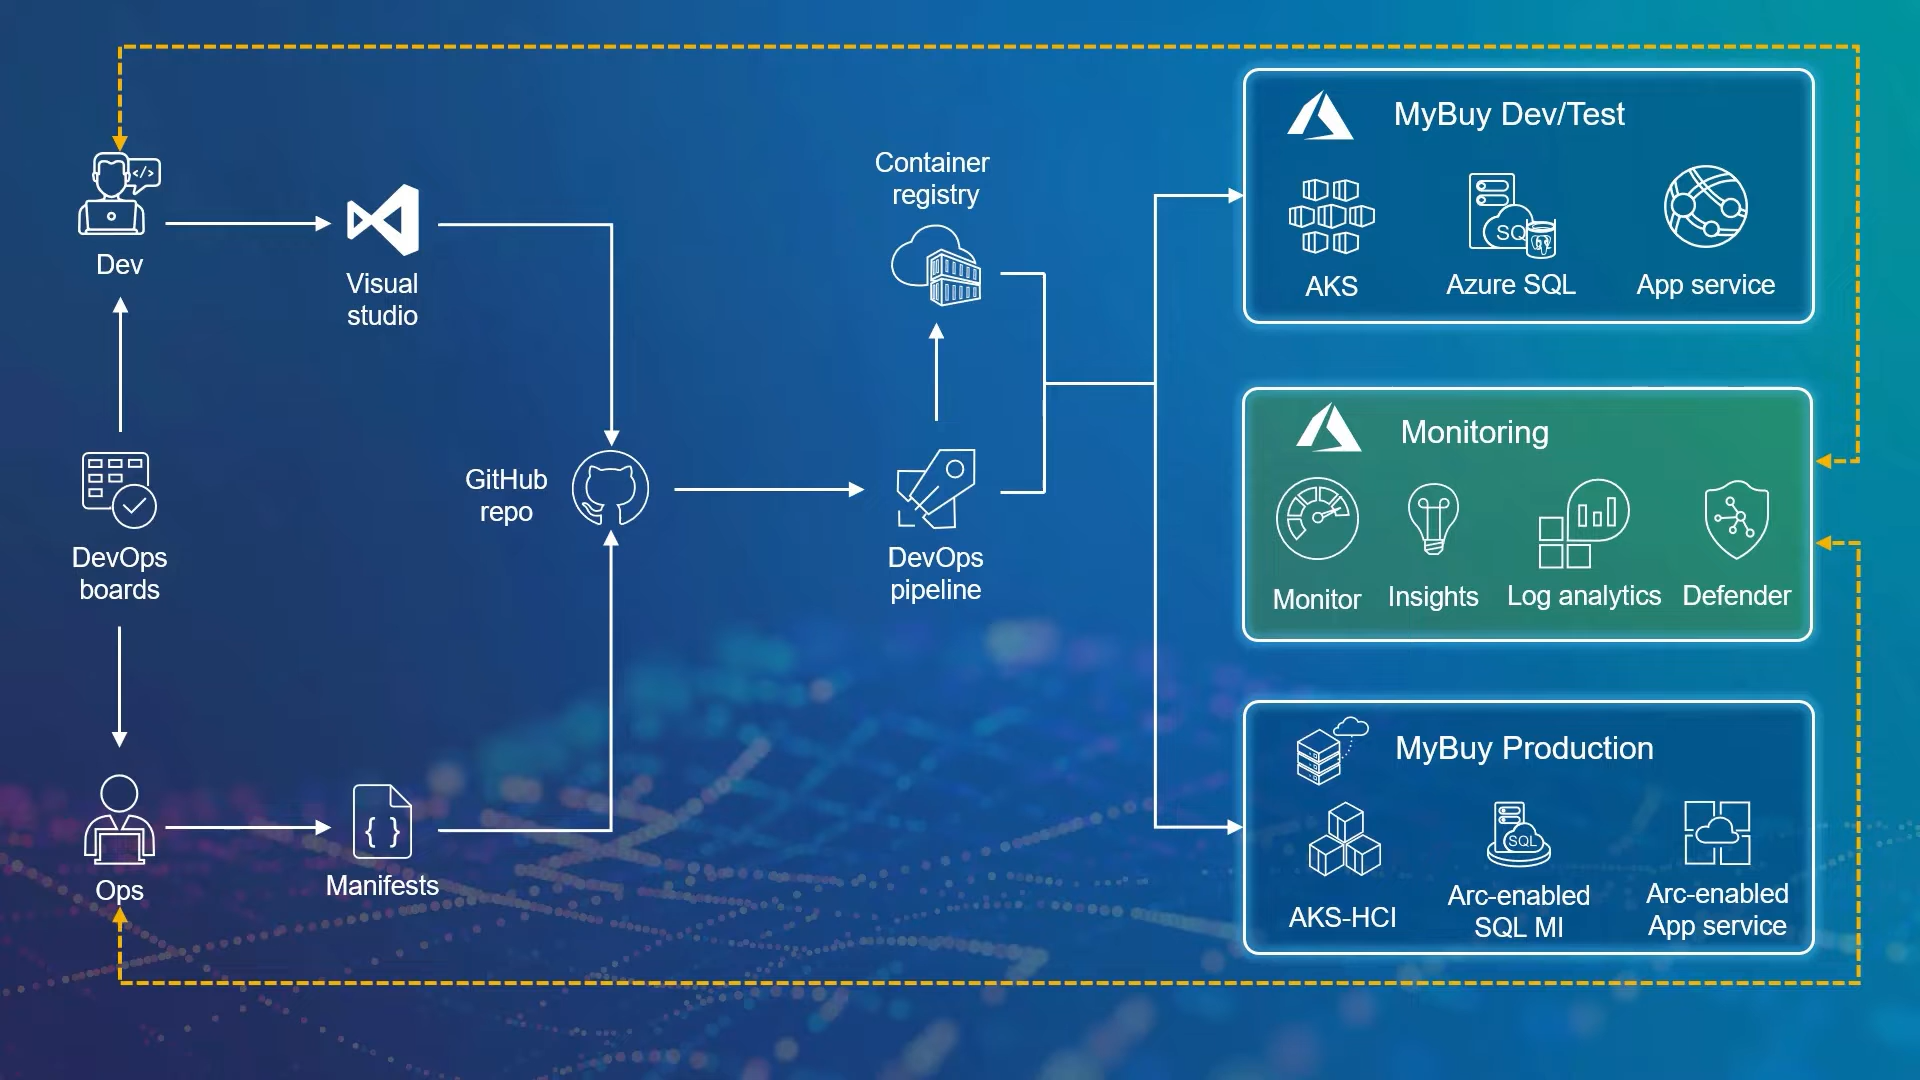 Dev
Visual
studio
DevOps
boards
Ops
{ }
Manifests
GitHub
repo
Container
registry
DevOps
pipeline
MyBuy Dev/Test
AKS
SQL
Azure SQL
App service
Monitoring
Monitor
Insights
Log analytics
Defender
MyBuy Production
AKS-HCI
SQL
Arc-enabled
SQL MI
Arc-enabled
App service